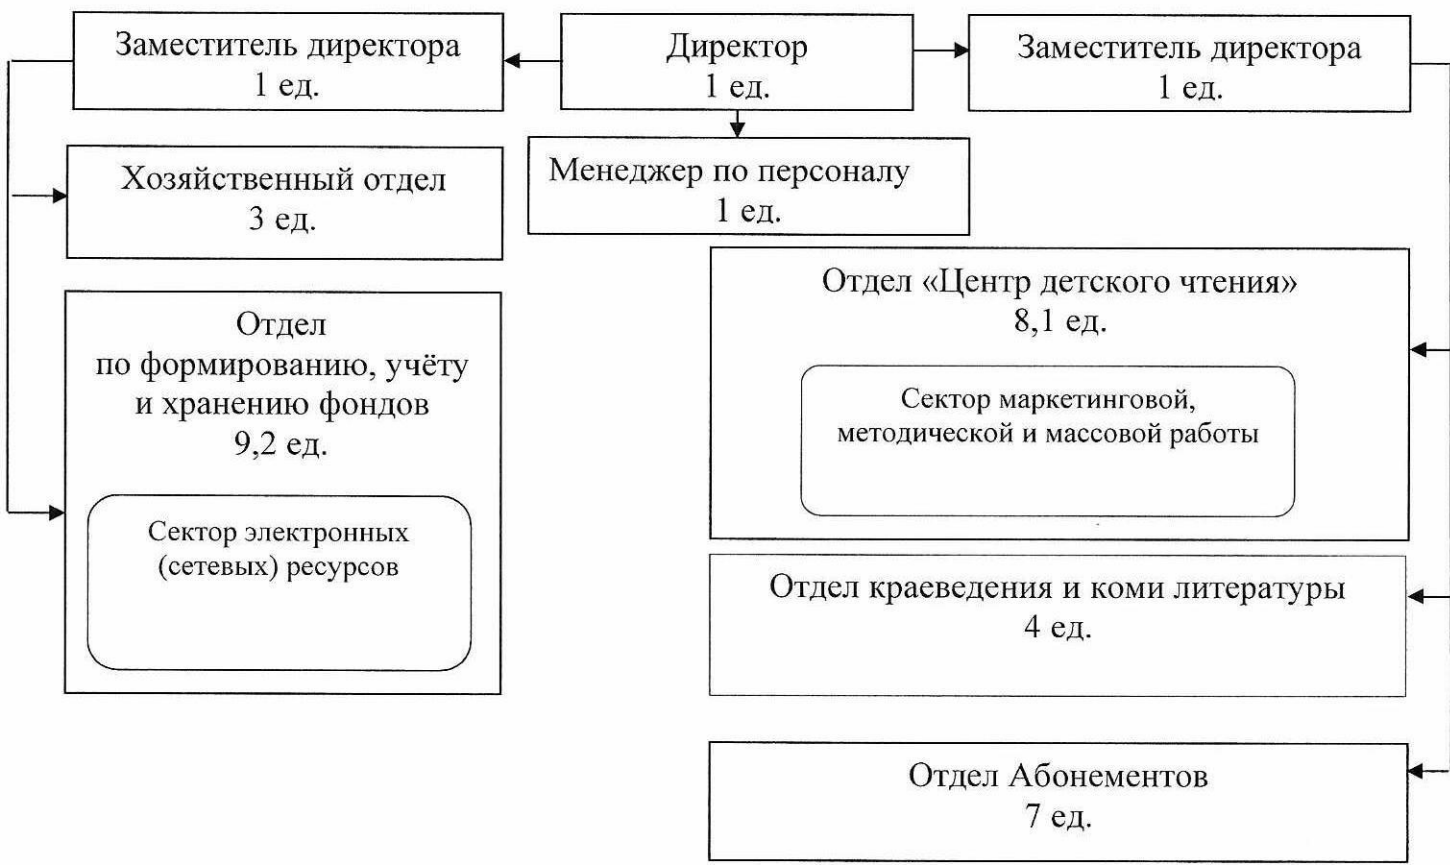 Заместитель директора
1 ед.
Директор
1 ед.
Заместитель директора
1 ед.
Менеджер по персоналу
1 ед.
Хозяйственный отдел
3 ед.
Отдел
по формированию, учёту
и хранению фондов
9,2 ед.
Сектор электронных
(сетевых) ресурсов
Отдел «Центр детского чтения»
8,1 ед.
Сектор маркетинговой,
методической и массовой работы
Отдел краеведения и коми литературы
4 ед.
Отдел Абонементов
7 ед.